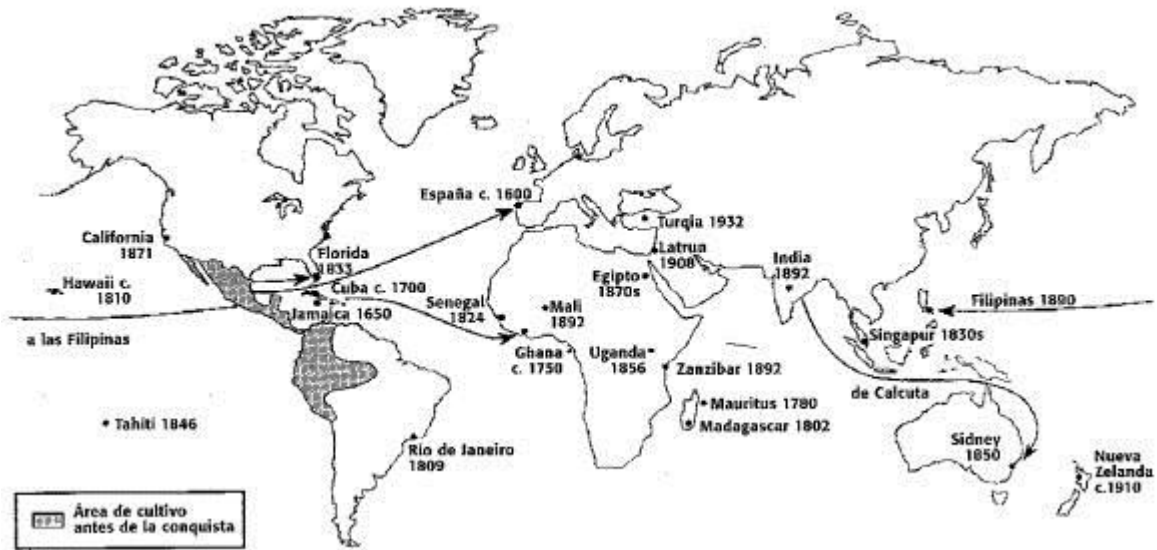 España c. 1600
Turqia 1932
California
1871
Florida
1833
Latrun
1908
India
1892
Hawaii c.
1810
Cuba c. 1700
Egipto
1870s
Filipinas 1890
Jamaica 1650
Senegal
1824
Mali
1892
Singapur 1830s
a las Filipinas
Ghana
c. 1750
Uganda
1856
Zanzibar 1892
de Calcuta
Mauritus 1780
Tahiti 1846
Madagascar 1802
Rio de Janeiro
1809
Sidney
1850
Nueva
Zelanda
c.1910
Área de cultivo
antes de la conquista